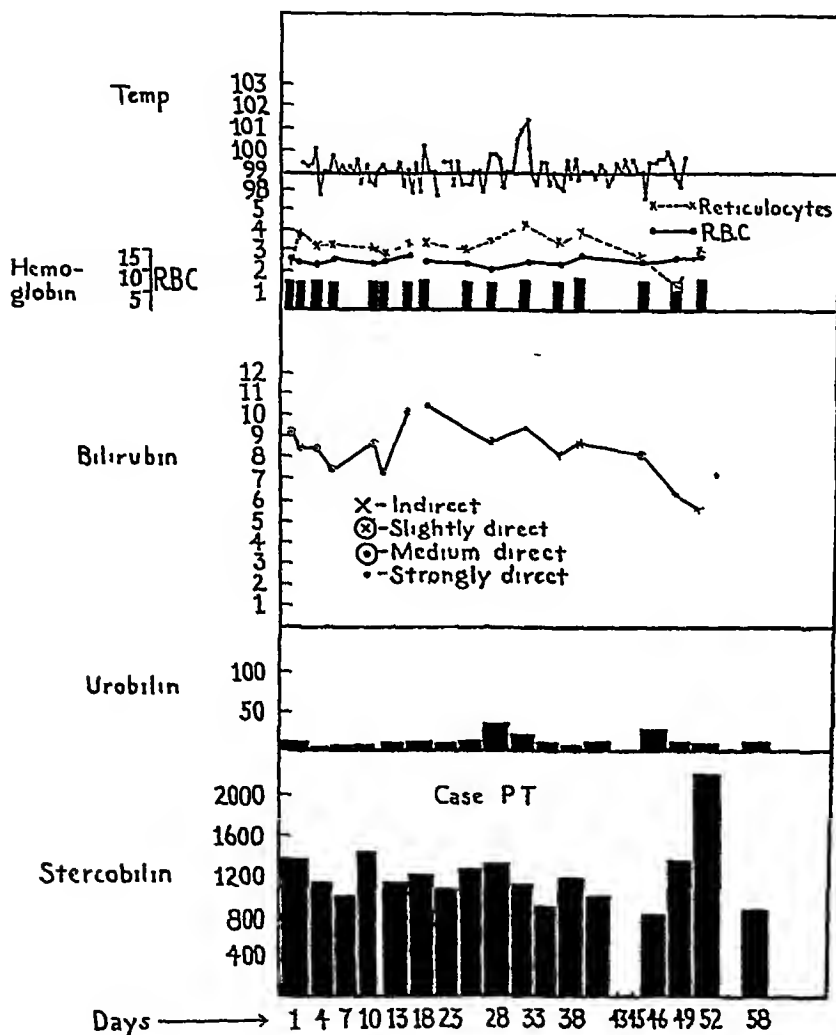 Temp
103
102
101
100
99
98
5
4
3
2
1
x----x-Reticulocytes
R.B.C
Hemo-
globin
15
10
5
RBC
12
11
10
9
8
7
6
5
4
3
2
1
Bilirubin
X-Indirect
ⓧ-Slightly direct
⊙-Medium direct
•-Strongly direct
Urobilin
100
50
Case PT
Stercobilin
2000
1600
1200
800
400
Days → 1 4 7 10 13 18 23 28 33 38 43 45 46 49 52 58